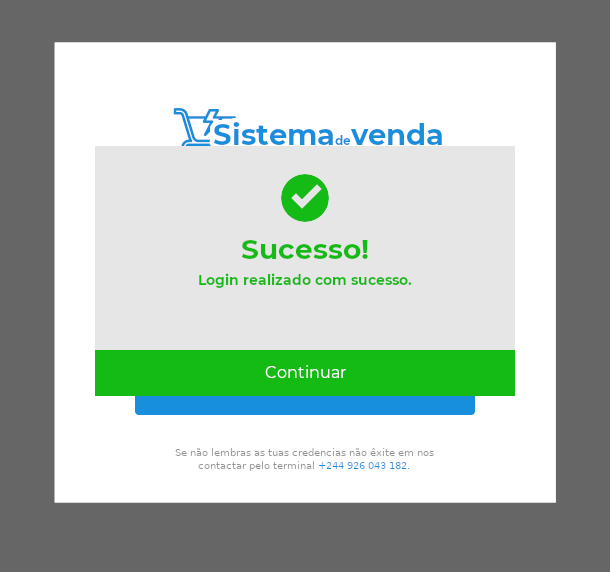 Sistema de venda
Sucesso!
Login realizado com sucesso.
Continuar
Se não lembras as tuas credencias não êxite em nos
contactar pelo terminal +244 926 043 182.